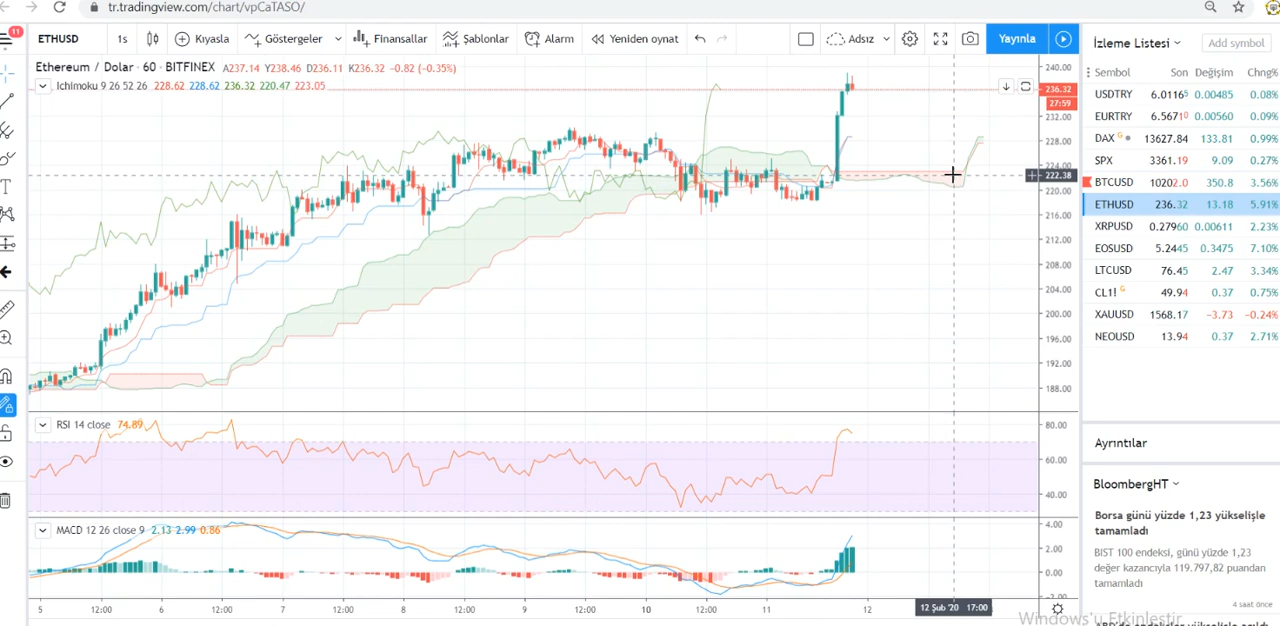 tr.tradingview.com/chart/vpCaTASO/
11
ETHUSD 1s Kıyasla Göstergeler Finansallar Şablonlar Alarm Yeniden oynat Adsız Yayınla
Ethereum / Dolar · 60 · BITFINEX A237.14 Y238.46 D236.11 K236.32 -0.82 (-0.35%)
Ichimoku 9 26 52 26 228.62 228.62 236.32 220.47 223.05
240.00
236.32
27:59
232.00
228.00
224.00
222.38
220.00
216.00
212.00
208.00
204.00
200.00
196.00
192.00
188.00
RSI 14 close 74.89
80.00
60.00
40.00
MACD 12 26 close 9 2.13 2.99 0.86
4.00
2.00
0.00
-2.00
5 12:00 6 12:00 7 12:00 8 12:00 9 12:00 10 12:00 11 12 12 Şub '20 17:00
İzleme Listesi Add symbol
Sembol Son Değişim Chng%
USDTRY 6.01165 0.00485 0.08%
EURTRY 6.56710 0.00560 0.09%
DAX G 13627.84 133.81 0.99%
SPX 3361.19 9.09 0.27%
BTCUSD 10202.0 350.8 3.56%
ETHUSD 236.32 13.18 5.91%
XRPUSD 0.27960 0.00611 2.23%
EOSUSD 5.2445 0.3475 7.10%
LTCUSD 76.45 2.47 3.34%
CL1! G 49.94 0.37 0.75%
XAUUSD 1568.17 −3.73 −0.24%
NEOUSD 13.94 0.37 2.71%
Ayrıntılar
BloombergHT
Borsa günü yüzde 1,23 yükselişle
tamamladı
BIST 100 endeksi, günü yüzde 1,23
değer kazancıyla 119.797,82 puandan
tamamladı
4 saat önce
Windows'u Etkinleştir